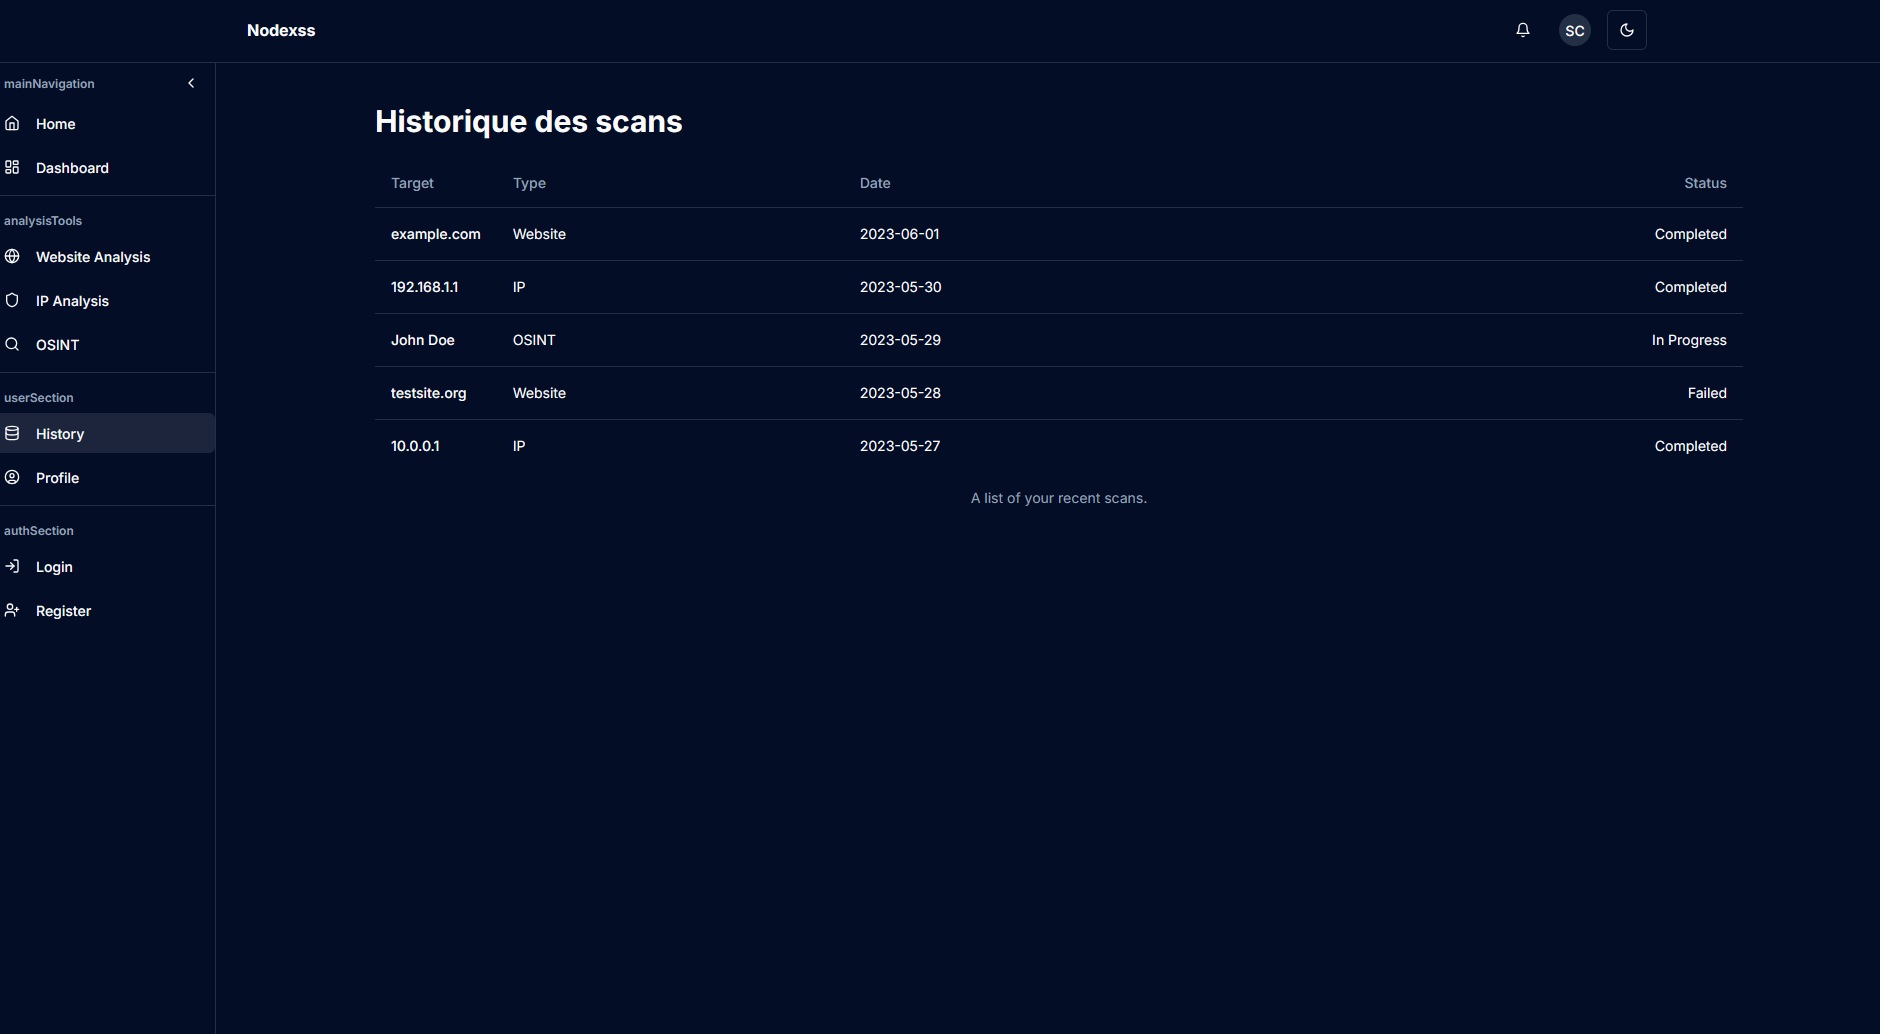 Nodexss
SC
mainNavigation
Home
Dashboard
analysisTools
Website Analysis
IP Analysis
OSINT
userSection
History
Profile
authSection
Login
Register
Historique des scans
Target Type Date Status
example.com Website 2023-06-01 Completed
192.168.1.1 IP 2023-05-30 Completed
John Doe OSINT 2023-05-29 In Progress
testsite.org Website 2023-05-28 Failed
10.0.0.1 IP 2023-05-27 Completed
A list of your recent scans.